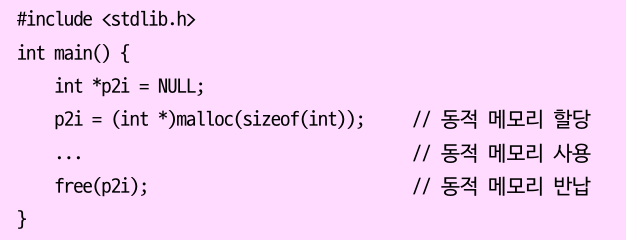 #include <stdlib.h>
int main() {
    int *p2i = NULL;
    p2i = (int *)malloc(sizeof(int));     // 동적 메모리 할당
    ...     // 동적 메모리 사용
    free(p2i);     // 동적 메모리 반납
}